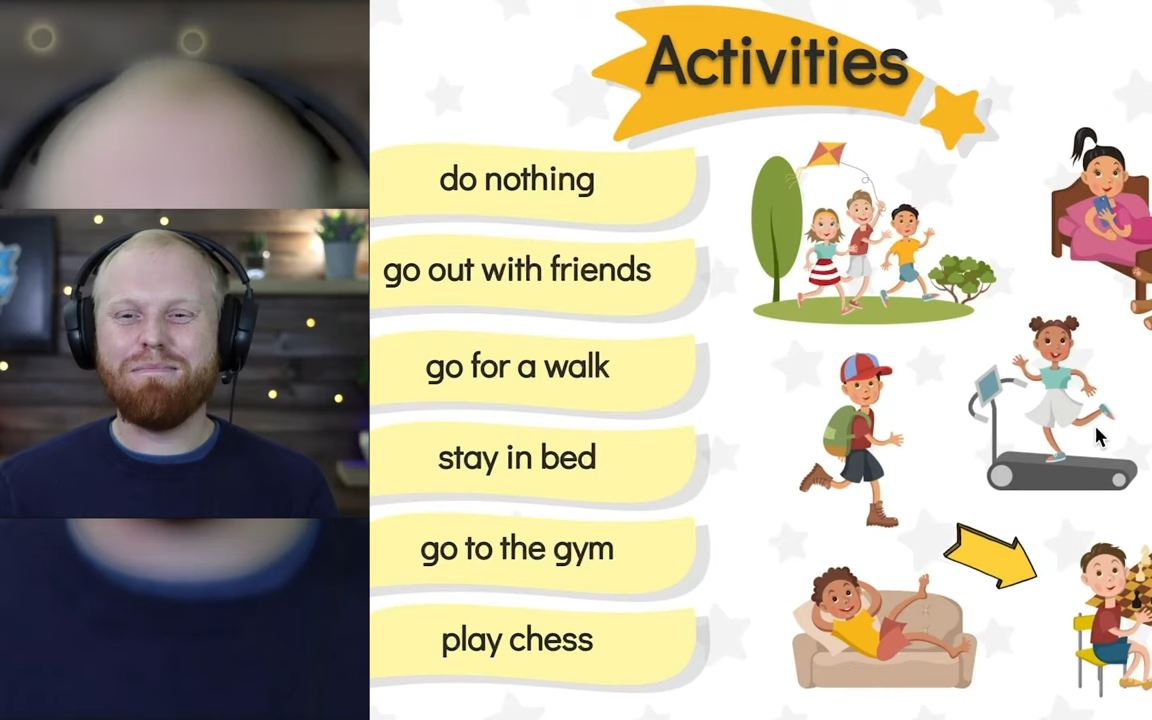 Activities
do nothing
go out with friends
go for a walk
stay in bed
go to the gym
play chess